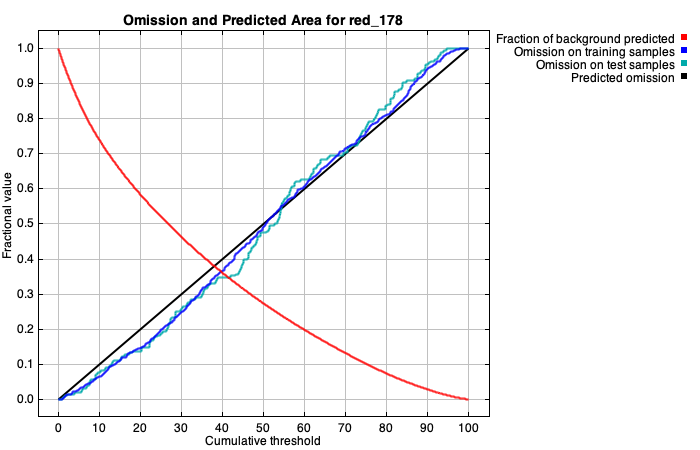 Omission and Predicted Area for red_178
Fraction of background predicted
Omission on training samples
Omission on test samples
Predicted omission
Fractional value
1.0
0.9
0.8
0.7
0.6
0.5
0.4
0.3
0.2
0.1
0.0
0 10 20 30 40 50 60 70 80 90 100
Cumulative threshold